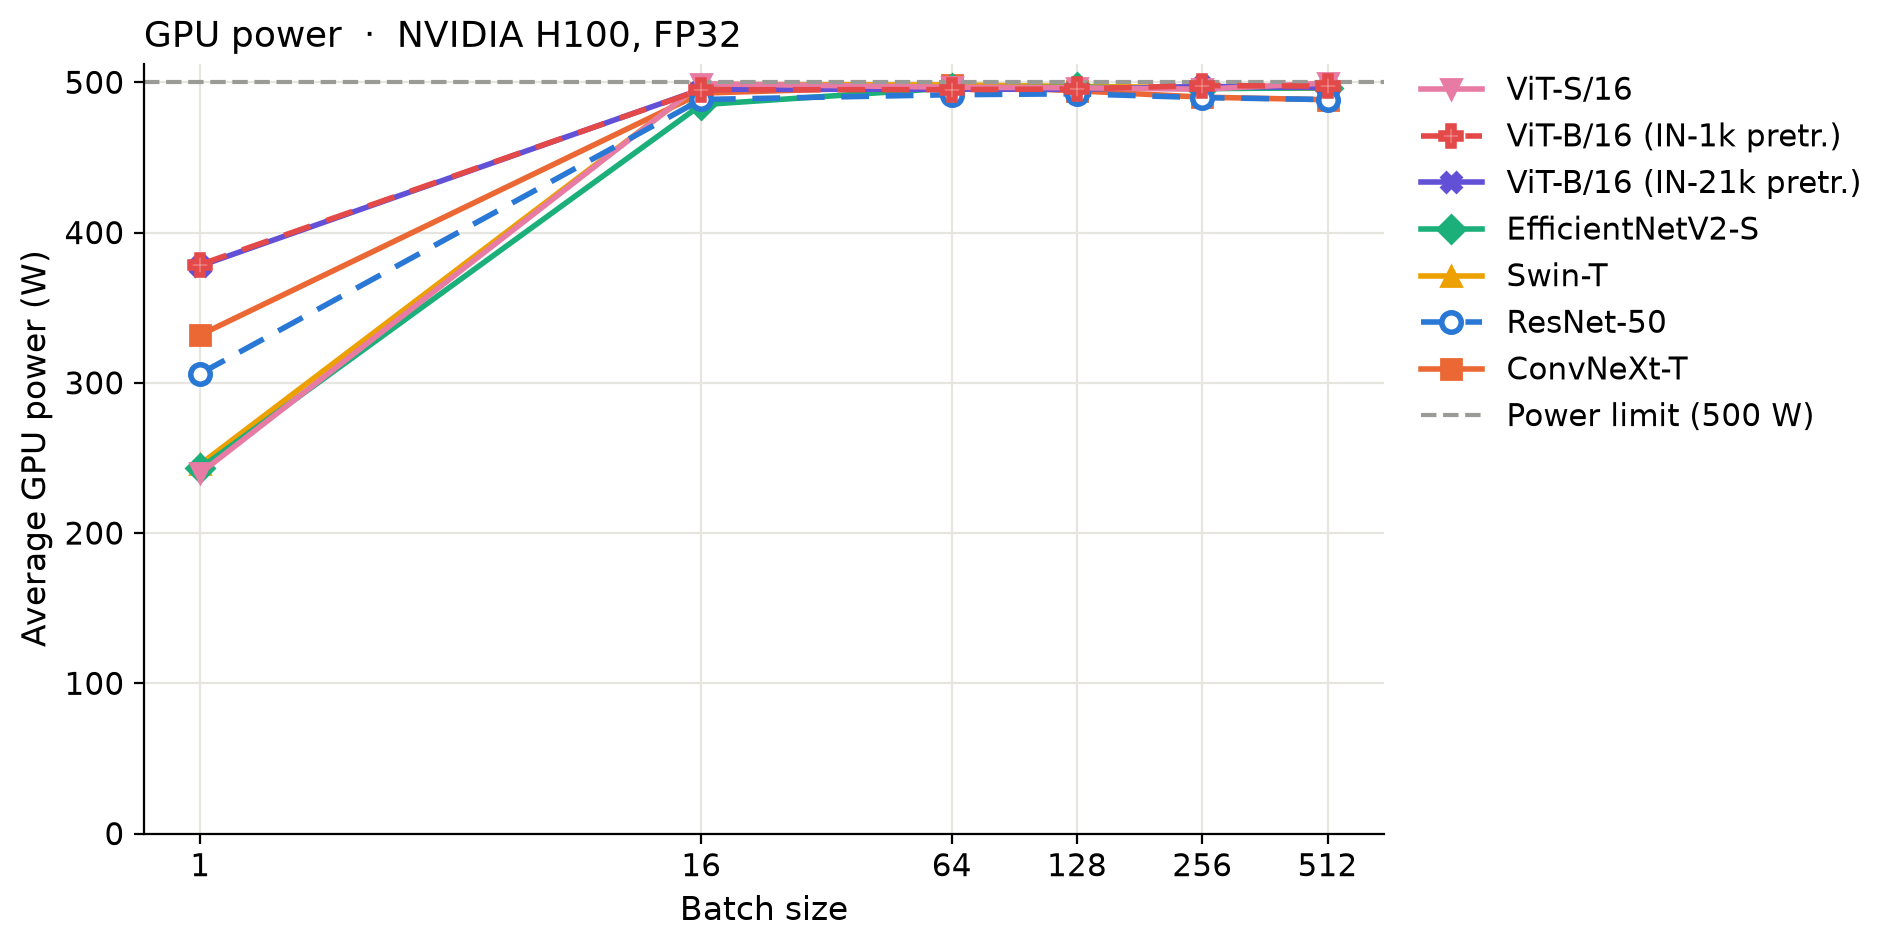 GPU power · NVIDIA H100, FP32
Average GPU power (W)
500
400
300
200
100
0
1 16 64 128 256 512
Batch size
ViT-S/16
ViT-B/16 (IN-1k pretr.)
ViT-B/16 (IN-21k pretr.)
EfficientNetV2-S
Swin-T
ResNet-50
ConvNeXt-T
Power limit (500 W)